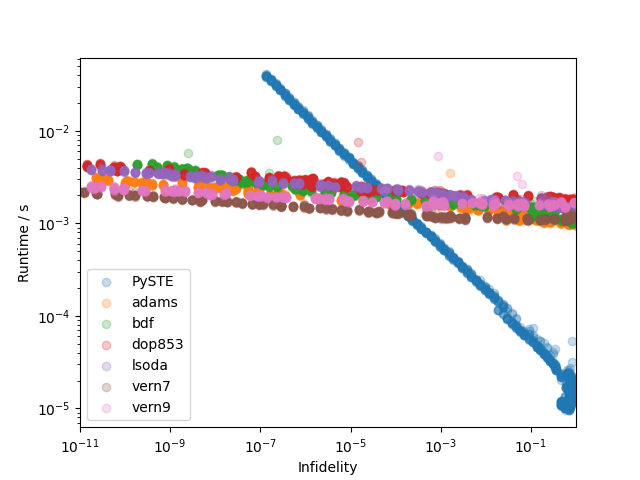 10⁻²
10⁻³
10⁻⁴
10⁻⁵
Runtime / s
PySTE
adams
bdf
dop853
lsoda
vern7
vern9
10⁻¹¹ 10⁻⁹ 10⁻⁷ 10⁻⁵ 10⁻³ 10⁻¹
Infidelity